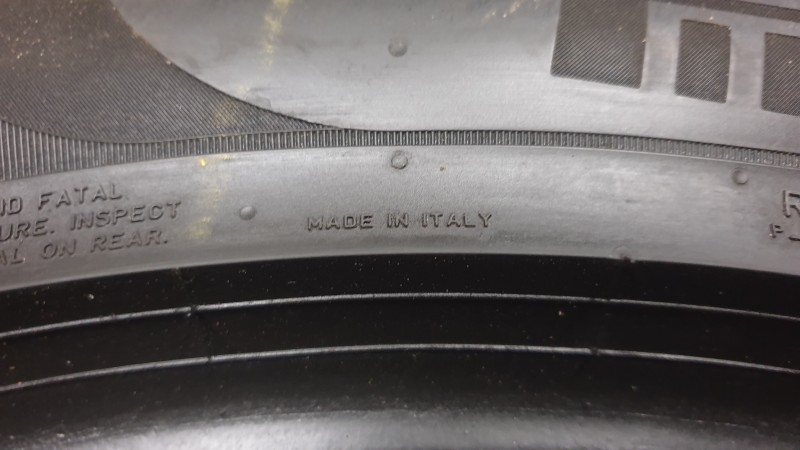 FATAL
URE. INSPECT
AL ON REAR.
MADE IN ITALY
R
P